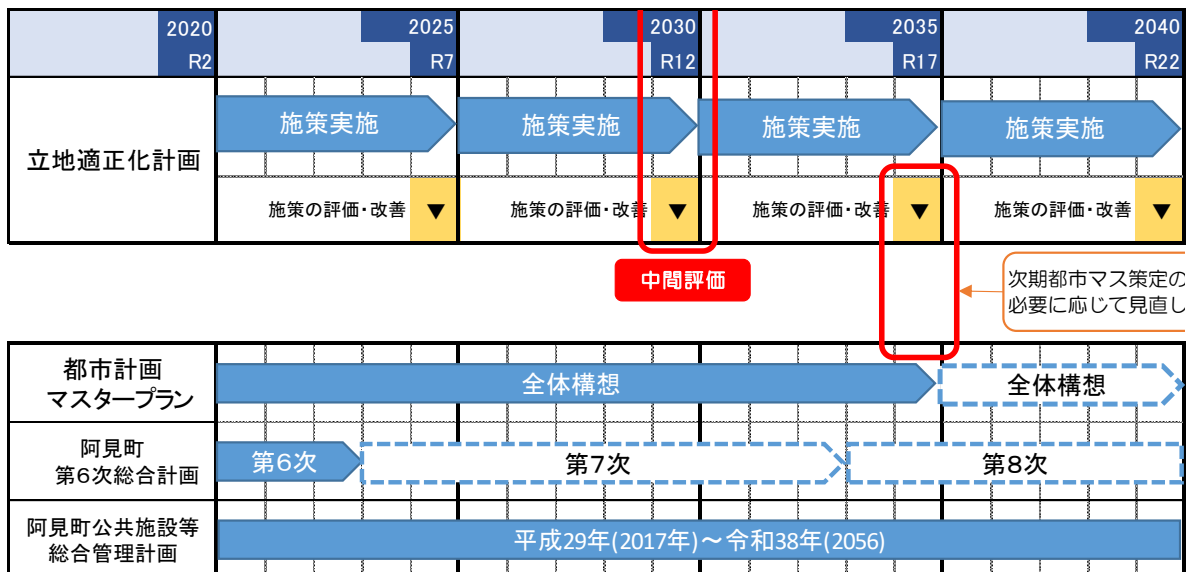 2020 2025 2030 2035 2040
R2 R7 R12 R17 R22
立地適正化計画
施策実施 施策実施 施策実施 施策実施
施策の評価・改善 ▼ 施策の評価・改善 ▼ 施策の評価・改善 ▼ 施策の評価・改善 ▼
中間評価
次期都市マス策定の
必要に応じて見直し
都市計画
マスタープラン
全体構想 全体構想
阿見町
第6次総合計画
第6次 第7次 第8次
阿見町公共施設等
総合管理計画
平成29年(2017年)～令和38年(2056)